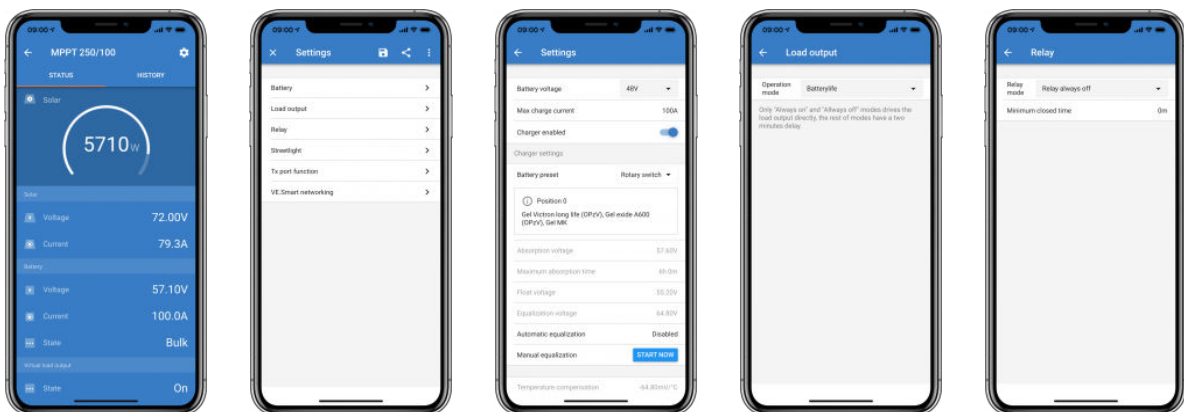 09:00
MPPT 250/100
STATUS HISTORY
Solar
5710W
Solar
Voltage 72.00V
Current 79.3A
Battery
Voltage 57.10V
Current 100.0A
State Bulk
Virtual load output
State On
09:00
Settings
Battery
Load output
Relay
Streetlight
Tx port function
VE.Smart networking
09:00
Settings
Battery voltage 48V
Max charge current 100A
Charger enabled
Charger settings
Battery preset Rotary switch
Position 0
Gel Victron long life (OPzV), Gel exide A600
(OPzV), Gel MK
Absorption voltage 57.60V
Maximum absorption time 6h 0m
Float voltage 55.20V
Equalization voltage 64.80V
Automatic equalization Disabled
Manual equalization START NOW
Temperature compensation -64.80mV/°C
09:00
Load output
Operation
mode Batterylife
Only "Always on" and "Allways off" modes drives the
load output directly, the rest of modes have a two
minutes delay.
09:00
Relay
Relay
mode Relay always off
Minimum closed time 0m